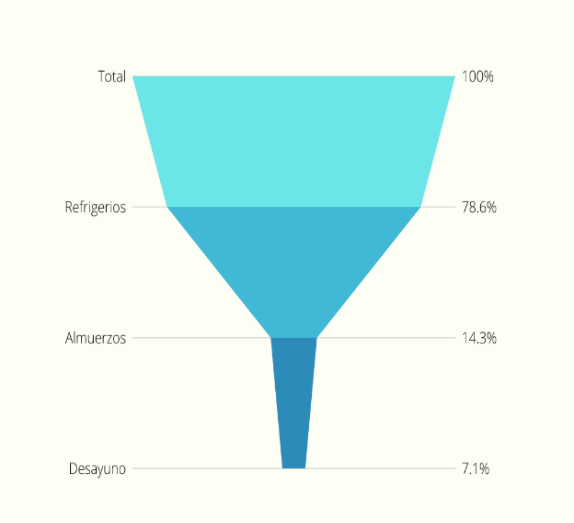 Total 100%
Refrigerios 78.6%
Almuerzos 14.3%
Desayuno 7.1%